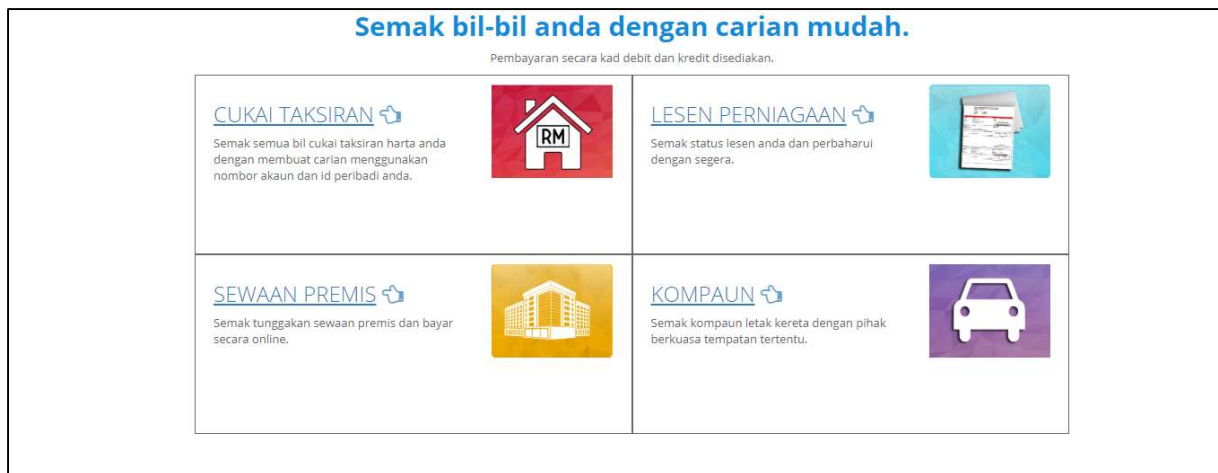 Semak bil-bil anda dengan carian mudah.
Pembayaran secara kad debit dan kredit disediakan.
CUKAI TAKSIRAN
Semak semua bil cukai taksiran harta anda
dengan membuat carian menggunakan
nombor akaun dan id peribadi anda.
RM
LESEN PERNIAGAAN
Semak status lesen anda dan perbaharui
dengan segera.
SEWAAN PREMIS
Semak tunggakan sewaan premis dan bayar
secara online.
KOMPAUN
Semak kompaun letak kereta dengan pihak
berkuasa tempatan tertentu.